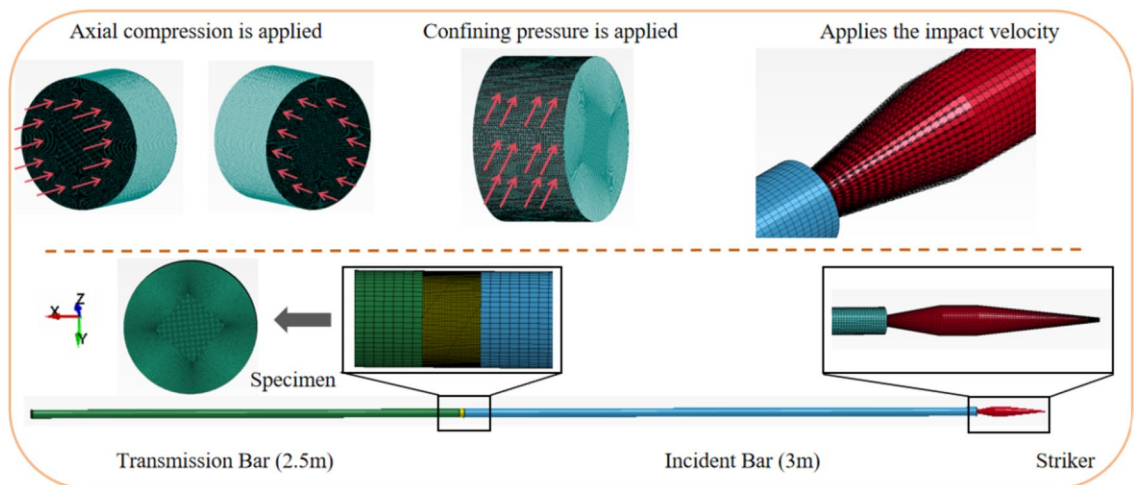 Axial compression is applied
Confining pressure is applied
Applies the impact velocity
X
Z
Y
Specimen
Transmission Bar (2.5m)
Incident Bar (3m)
Striker